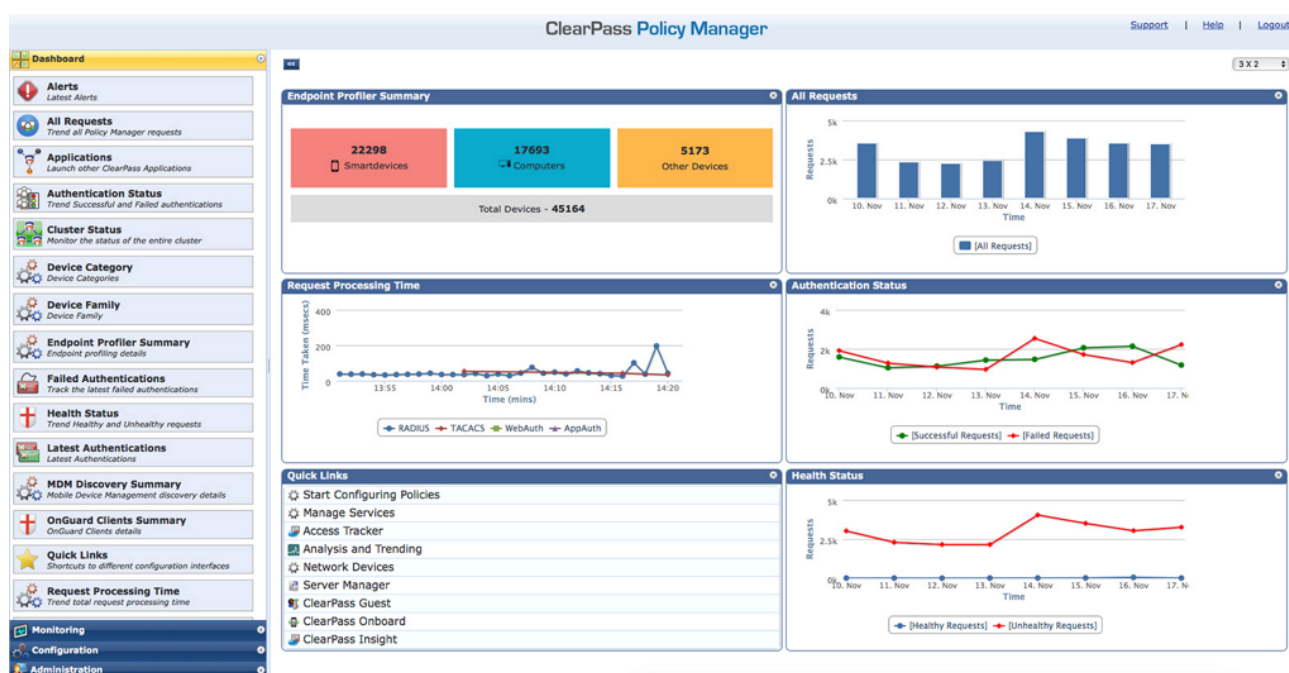 ClearPass Policy Manager
Support | Help | Logout
Dashboard
Alerts
Latest Alerts
All Requests
Trend all Policy Manager requests
Applications
Launch other ClearPass Applications
Authentication Status
Trend Successful and Failed authentications
Cluster Status
Monitor the status of the entire cluster
Device Category
Device Categories
Device Family
Device Family
Endpoint Profiler Summary
Endpoint profiling details
Failed Authentications
Track the latest failed authentications
Health Status
Trend Healthy and Unhealthy requests
Latest Authentications
Latest Authentications
MDM Discovery Summary
Mobile Device Management discovery details
OnGuard Clients Summary
OnGuard Clients details
Quick Links
Shortcuts to different configuration interfaces
Request Processing Time
Trend total request processing time
Monitoring
Configuration
Administration
3 X 2
Endpoint Profiler Summary
22298
Smartdevices
17693
Computers
5173
Other Devices
Total Devices - 45164
All Requests
Requests
5k
2.5k
0k
10. Nov 11. Nov 12. Nov 13. Nov 14. Nov 15. Nov 16. Nov 17. Nov
Time
[All Requests]
Request Processing Time
Time Taken (msecs)
400
200
0
13:55 14:00 14:05 14:10 14:15 14:20
Time (mins)
RADIUS TACACS WebAuth AppAuth
Authentication Status
Requests
4k
2k
0k
10. Nov 11. Nov 12. Nov 13. Nov 14. Nov 15. Nov 16. Nov 17. N
Time
[Successful Requests] [Failed Requests]
Quick Links
Start Configuring Policies
Manage Services
Access Tracker
Analysis and Trending
Network Devices
Server Manager
ClearPass Guest
ClearPass Onboard
ClearPass Insight
Health Status
Requests
5k
2.5k
0k
10. Nov 11. Nov 12. Nov 13. Nov 14. Nov 15. Nov 16. Nov 17. N
Time
[Healthy Requests] [Unhealthy Requests]